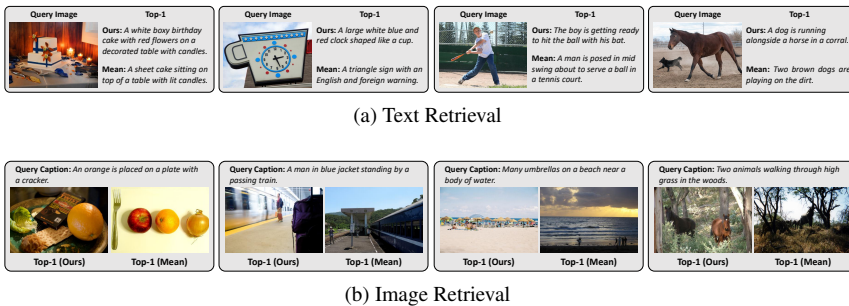 Query Image Top-1
Ours: A white boxy birthday
cake with red flowers on a
decorated table with candles.
Mean: A sheet cake sitting on
top of a table with lit candles.
Query Image Top-1
Ours: A large white blue and
red clock shaped like a cup.
Mean: A triangle sign with an
English and foreign warning.
Query Image Top-1
Ours: The boy is getting ready
to hit the ball with his bat.
Mean: A man is posed in mid
swing about to serve a ball in
a tennis court.
Query Image Top-1
Ours: A dog is running
alongside a horse in a corral.
Mean: Two brown dogs are
playing on the dirt.
(a) Text Retrieval
Query Caption: An orange is placed on a plate with
a cracker.
Top-1 (Ours) Top-1 (Mean)
Query Caption: A man in blue jacket standing by a
passing train.
Top-1 (Ours) Top-1 (Mean)
Query Caption: Many umbrellas on a beach near a
body of water.
Top-1 (Ours) Top-1 (Mean)
Query Caption: Two animals walking through high
grass in the woods.
Top-1 (Ours) Top-1 (Mean)
(b) Image Retrieval